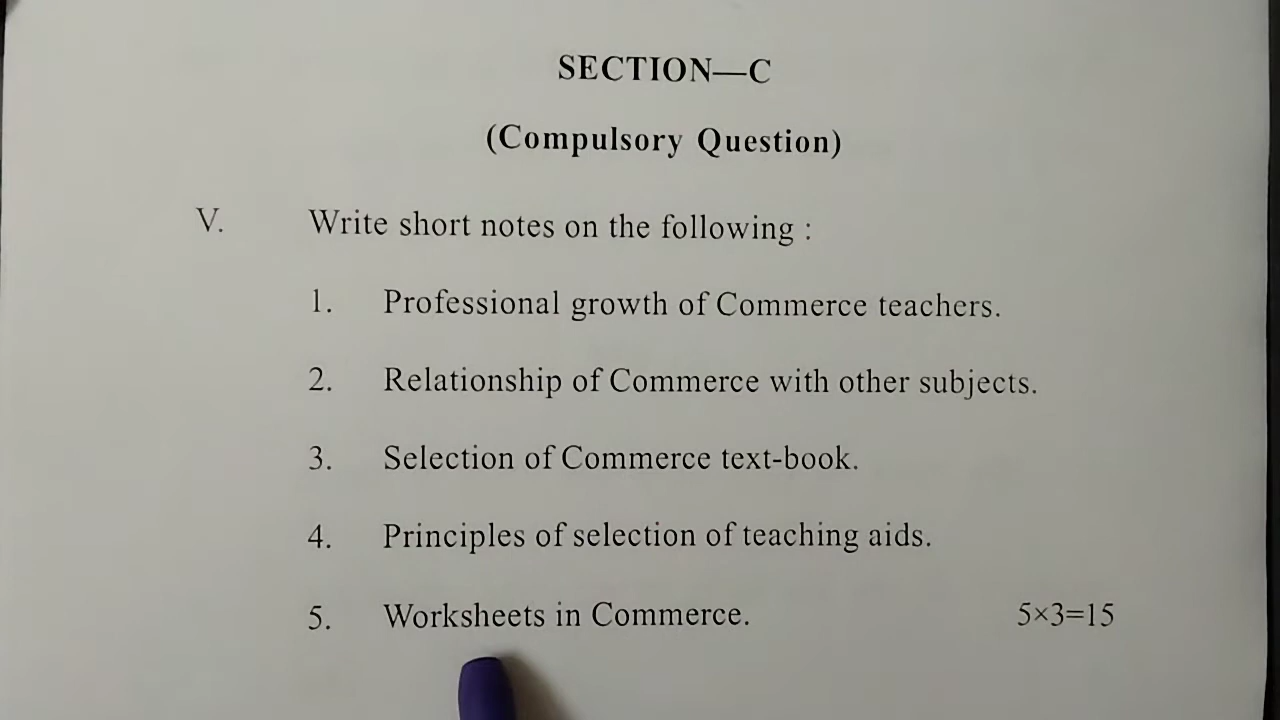 SECTION—C
(Compulsory Question)
V. Write short notes on the following :
1. Professional growth of Commerce teachers.
2. Relationship of Commerce with other subjects.
3. Selection of Commerce text-book.
4. Principles of selection of teaching aids.
5. Worksheets in Commerce. 5×3=15